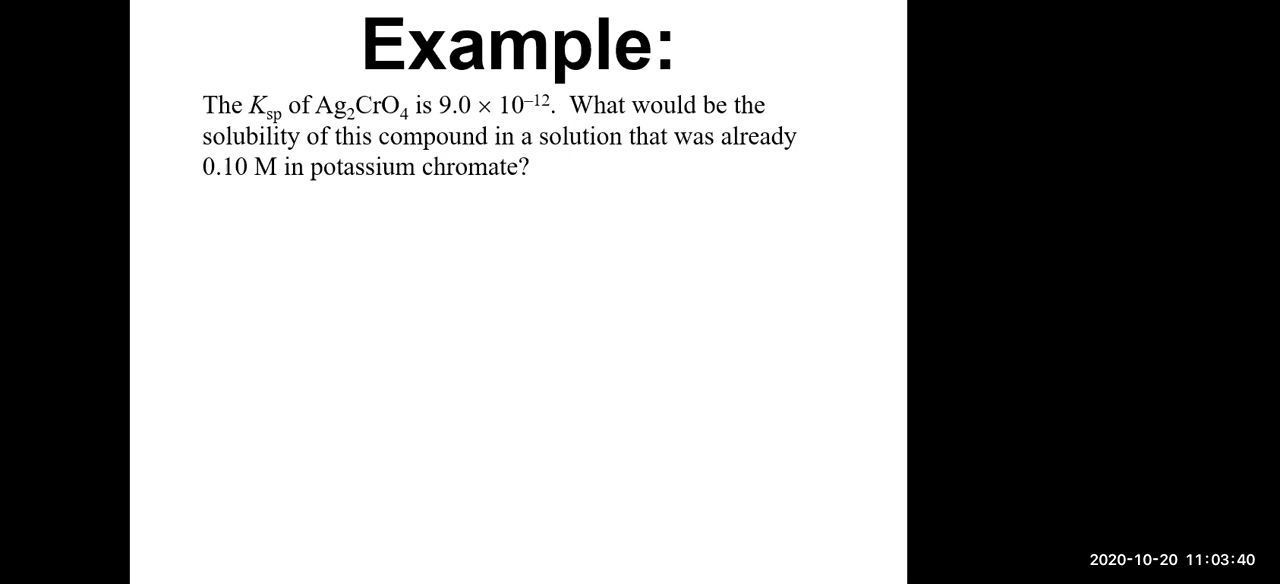 Example:
The Kₛₚ of Ag₂CrO₄ is 9.0 × 10⁻¹². What would be the
solubility of this compound in a solution that was already
0.10 M in potassium chromate?
2020-10-20 11:03:40